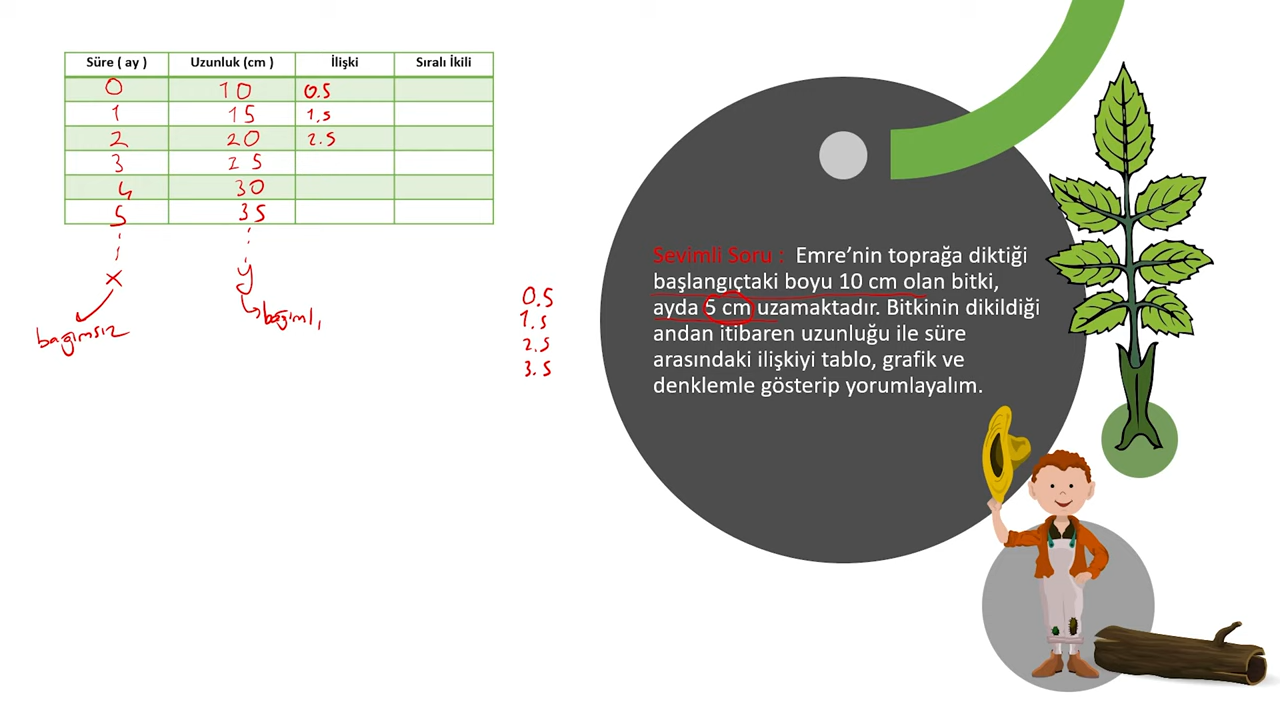 Süre ( ay ) Uzunluk (cm ) İlişki Sıralı İkili
0 10 0.5
1 15 1.5
2 20 2.5
3 25
4 30
5 35
x y
bağımsız bağımlı
0.5
1.5
2.5
3.5
Sevimli Soru : Emre’nin toprağa diktiği
başlangıçtaki boyu 10 cm olan bitki,
ayda 5 cm uzamaktadır. Bitkinin dikildiği
andan itibaren uzunluğu ile süre
arasındaki ilişkiyi tablo, grafik ve
denklemle gösterip yorumlayalım.